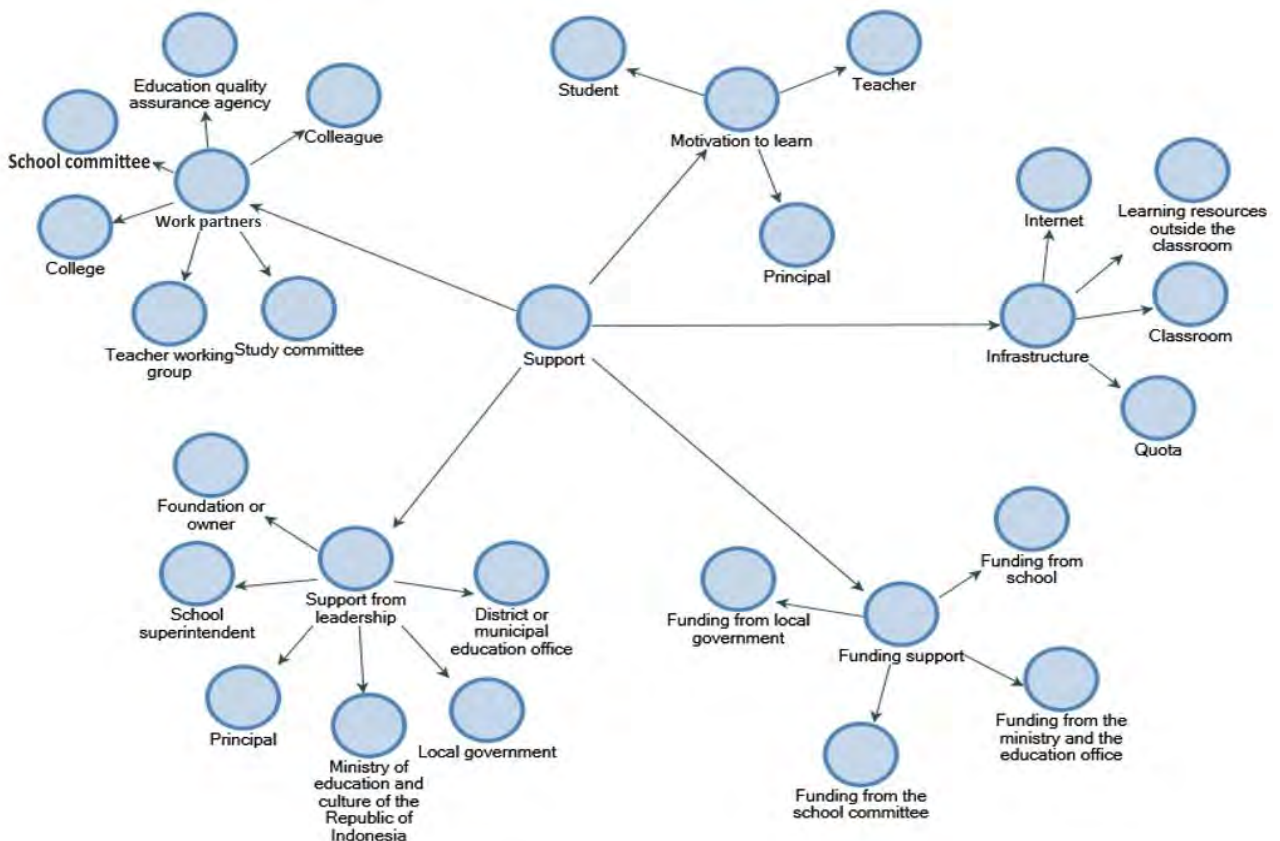 Education quality
assurance agency
Colleague
School committee
Work partners
College
Teacher working
group
Study committee
Student
Teacher
Motivation to learn
Principal
Internet
Learning resources
outside the
classroom
Infrastructure
Classroom
Quota
Support
Foundation or
owner
School
superintendent
Support from
leadership
District or
municipal
education office
Principal
Ministry of
education and
culture of the
Republic of
Indonesia
Local government
Funding from
school
Funding from local
government
Funding support
Funding from the
ministry and the
education office
Funding from the
school committee